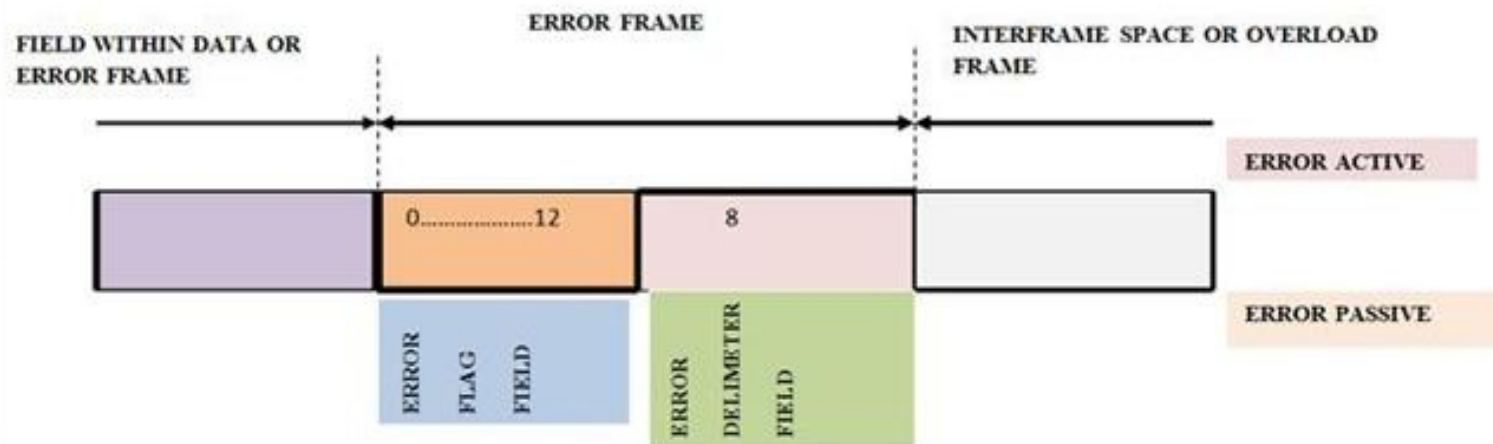 ERROR FRAME
FIELD WITHIN DATA OR
ERROR FRAME
INTERFRAME SPACE OR OVERLOAD
FRAME
ERROR ACTIVE
0....................12
8
ERROR PASSIVE
ERROR
FLAG
FIELD
ERROR
DELIMETER
FIELD